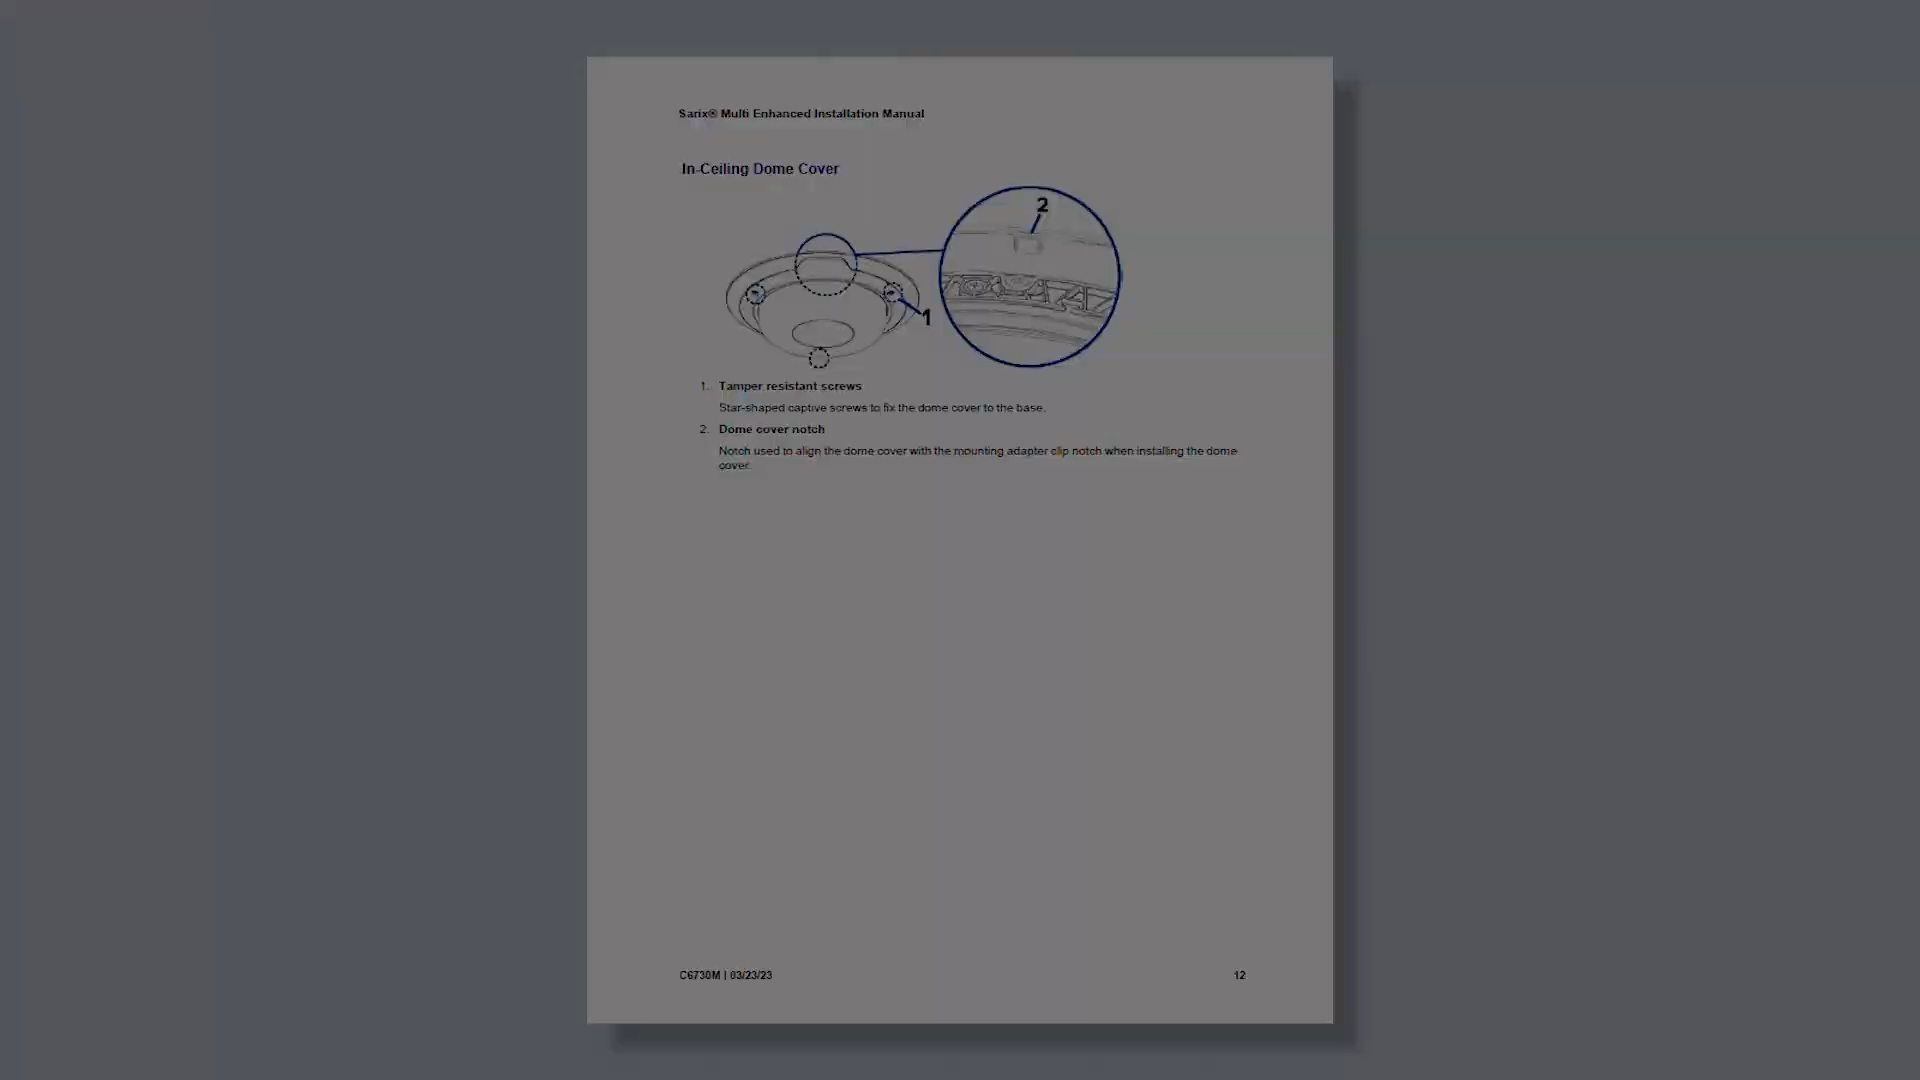 Sarix® Multi Enhanced Installation Manual
In-Ceiling Dome Cover
2
1
1. Tamper resistant screws
Star-shaped captive screws to fix the dome cover to the base.
2. Dome cover notch
Notch used to align the dome cover with the mounting adapter clip notch when installing the dome
cover.
C6730M | 03/23/23 12